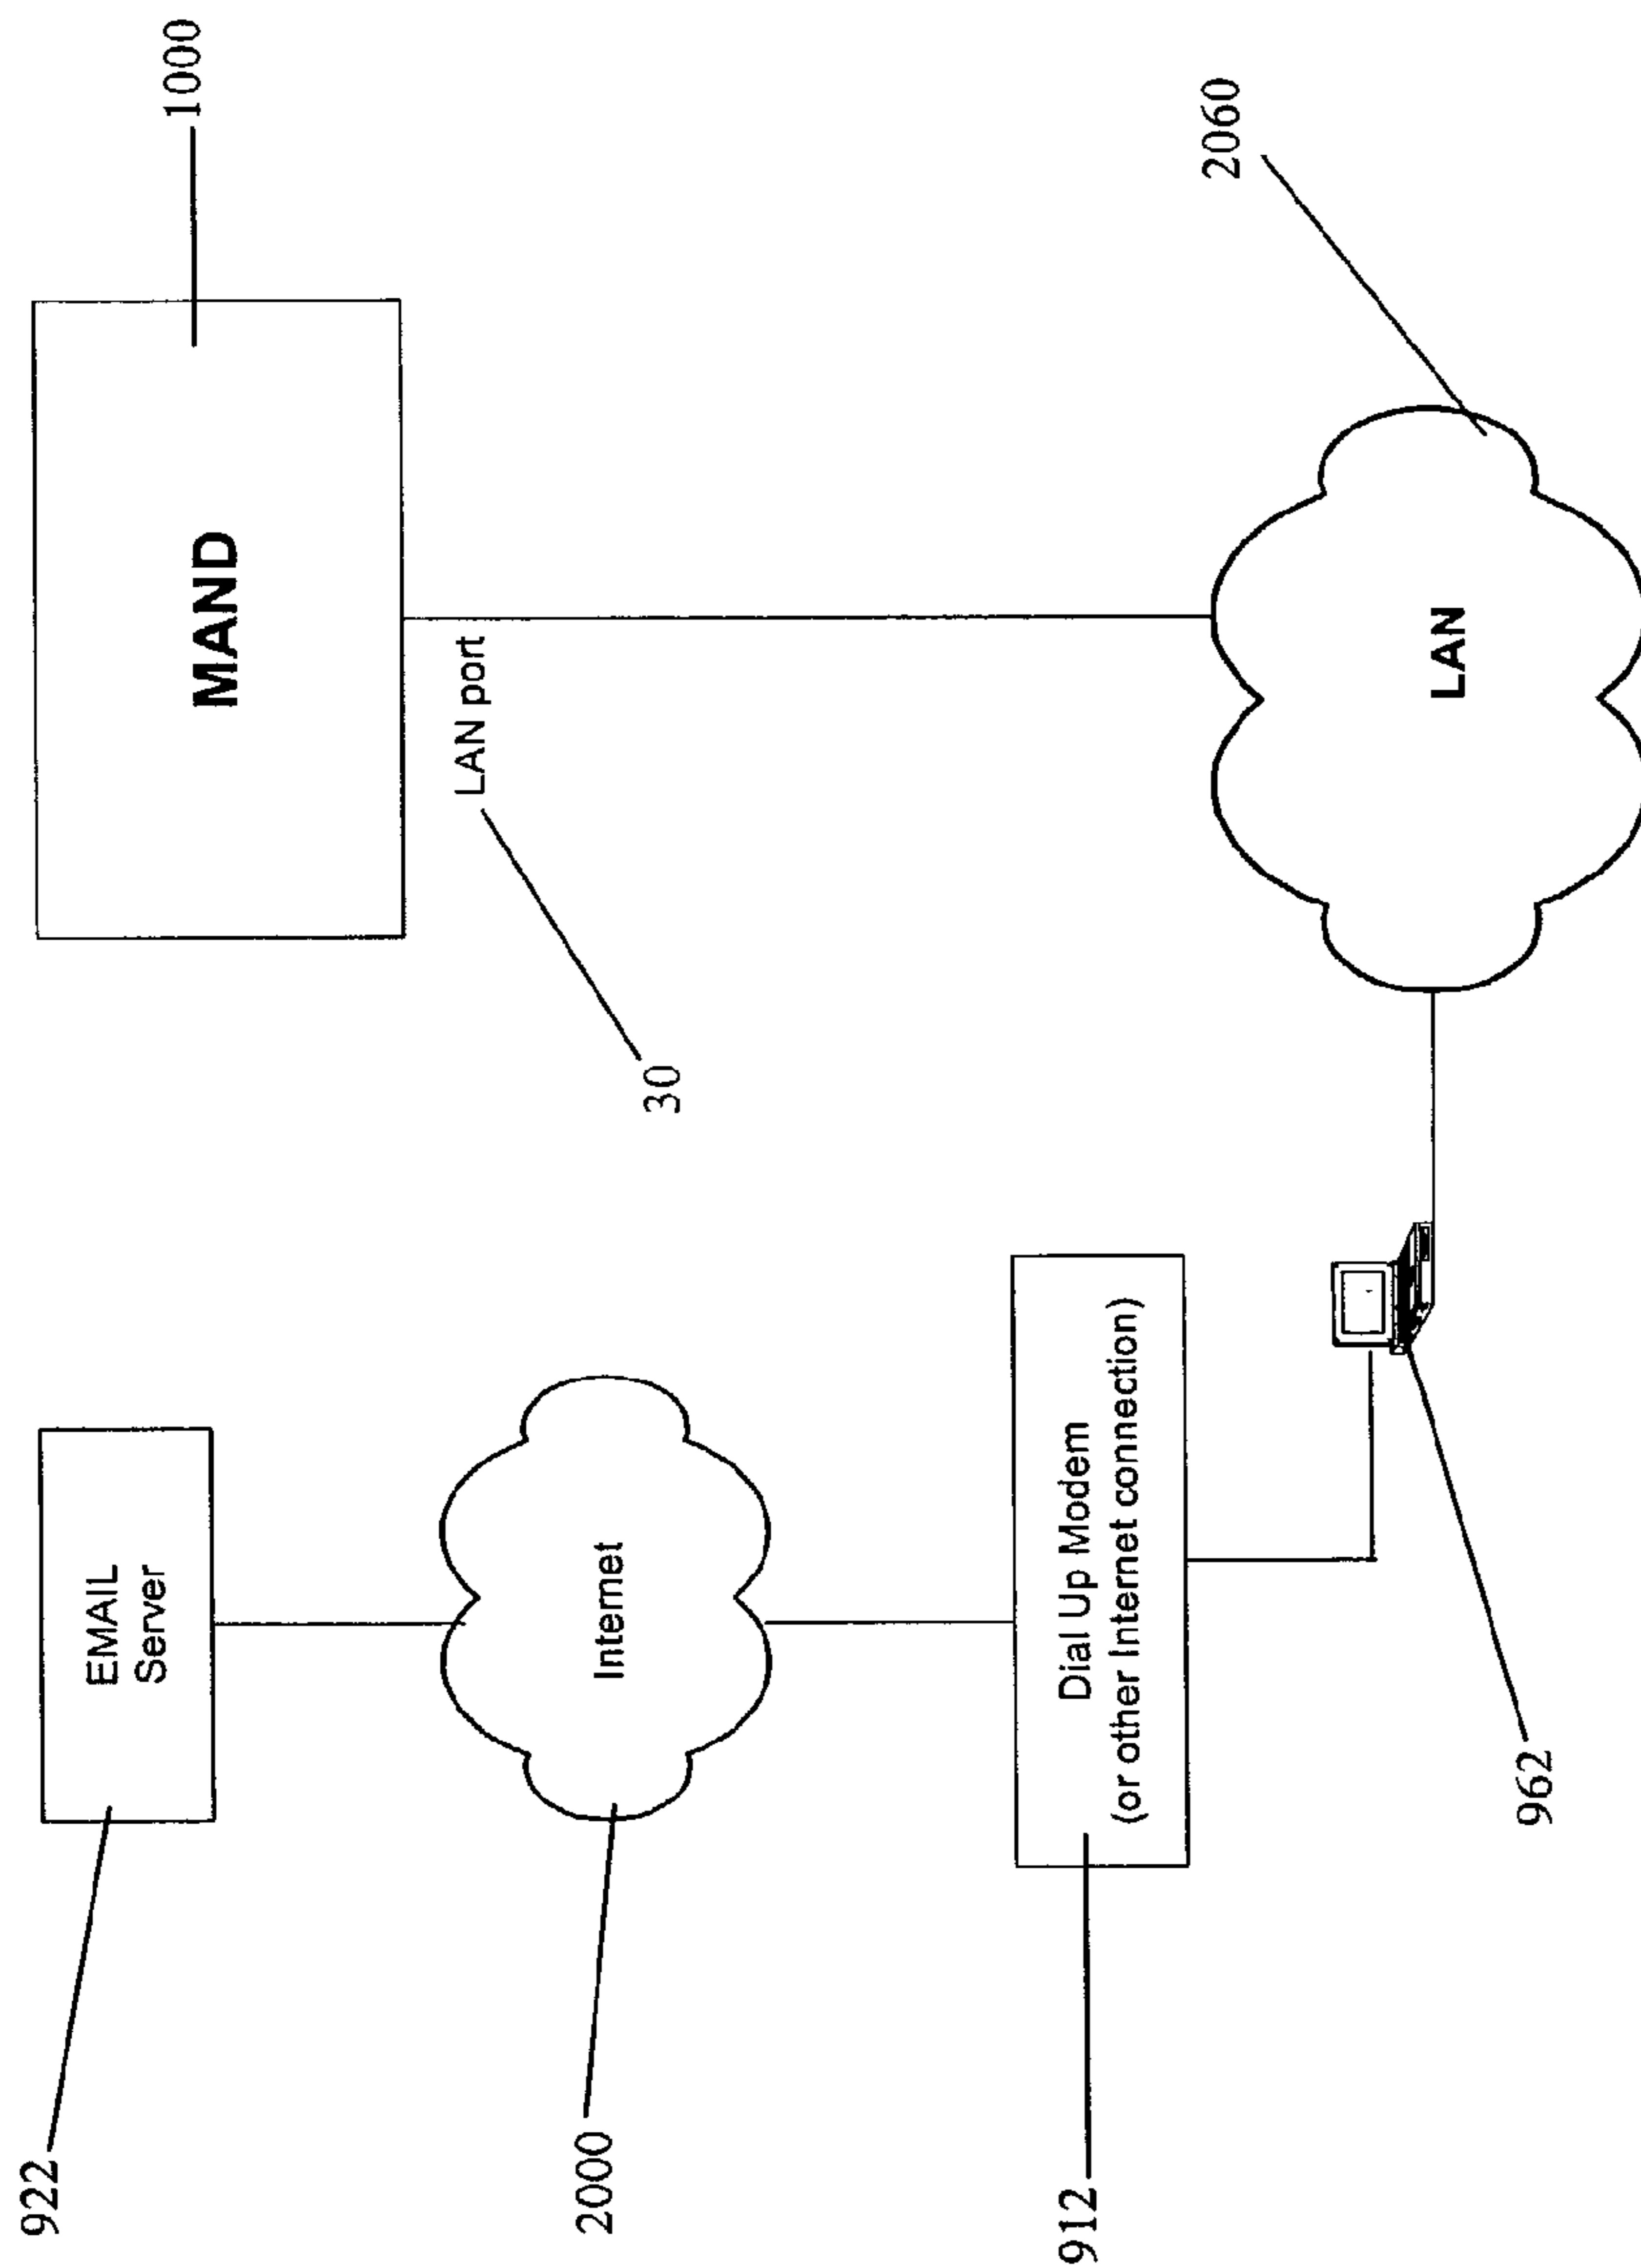 922
EMAIL
Server
MAND
1000
LAN port
30
2000
Internet
912
Dial Up Modem
(or other Internet connection)
2060
LAN
962